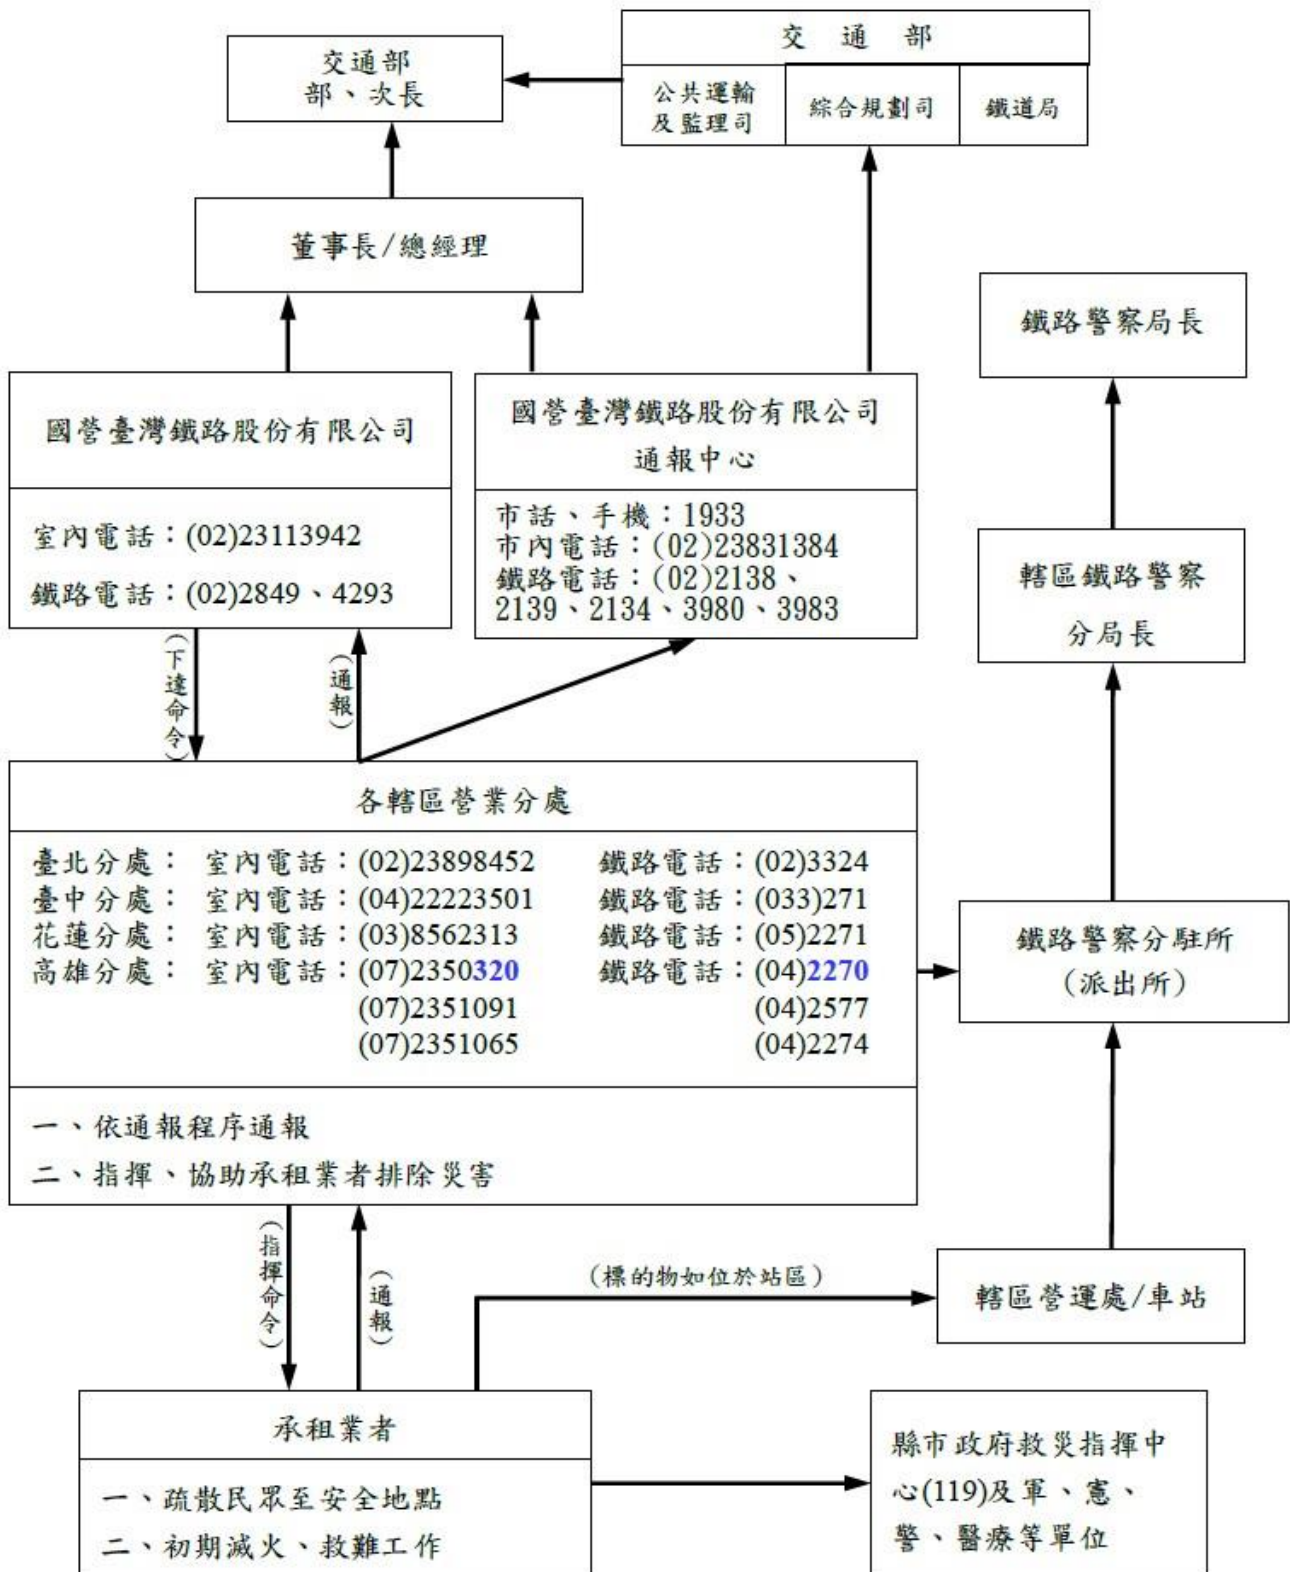 交通部
部、次長
交 通 部
公共運輸
及監理司
綜合規劃司
鐵道局
董事長/總經理
鐵路警察局長
國營臺灣鐵路股份有限公司
室內電話：(02)23113942
鐵路電話：(02)2849、4293
國營臺灣鐵路股份有限公司
通報中心
市話、手機：1933
市內電話：(02)23831384
鐵路電話：(02)2138、
2139、2134、3980、3983
轄區鐵路警察
分局長
(下達命令)
(通報)
各轄區營業分處
臺北分處： 室內電話：(02)23898452 鐵路電話：(02)3324
臺中分處： 室內電話：(04)22223501 鐵路電話：(033)271
花蓮分處： 室內電話：(03)8562313 鐵路電話：(05)2271
高雄分處： 室內電話：(07)2350320 鐵路電話：(04)2270
(07)2351091 (04)2577
(07)2351065 (04)2274
一、依通報程序通報
二、指揮、協助承租業者排除災害
鐵路警察分駐所
(派出所)
(指揮命令)
(通報)
(標的物如位於站區)
轄區營運處/車站
承租業者
一、疏散民眾至安全地點
二、初期滅火、救難工作
縣市政府救災指揮中
心(119)及軍、憲、
警、醫療等單位